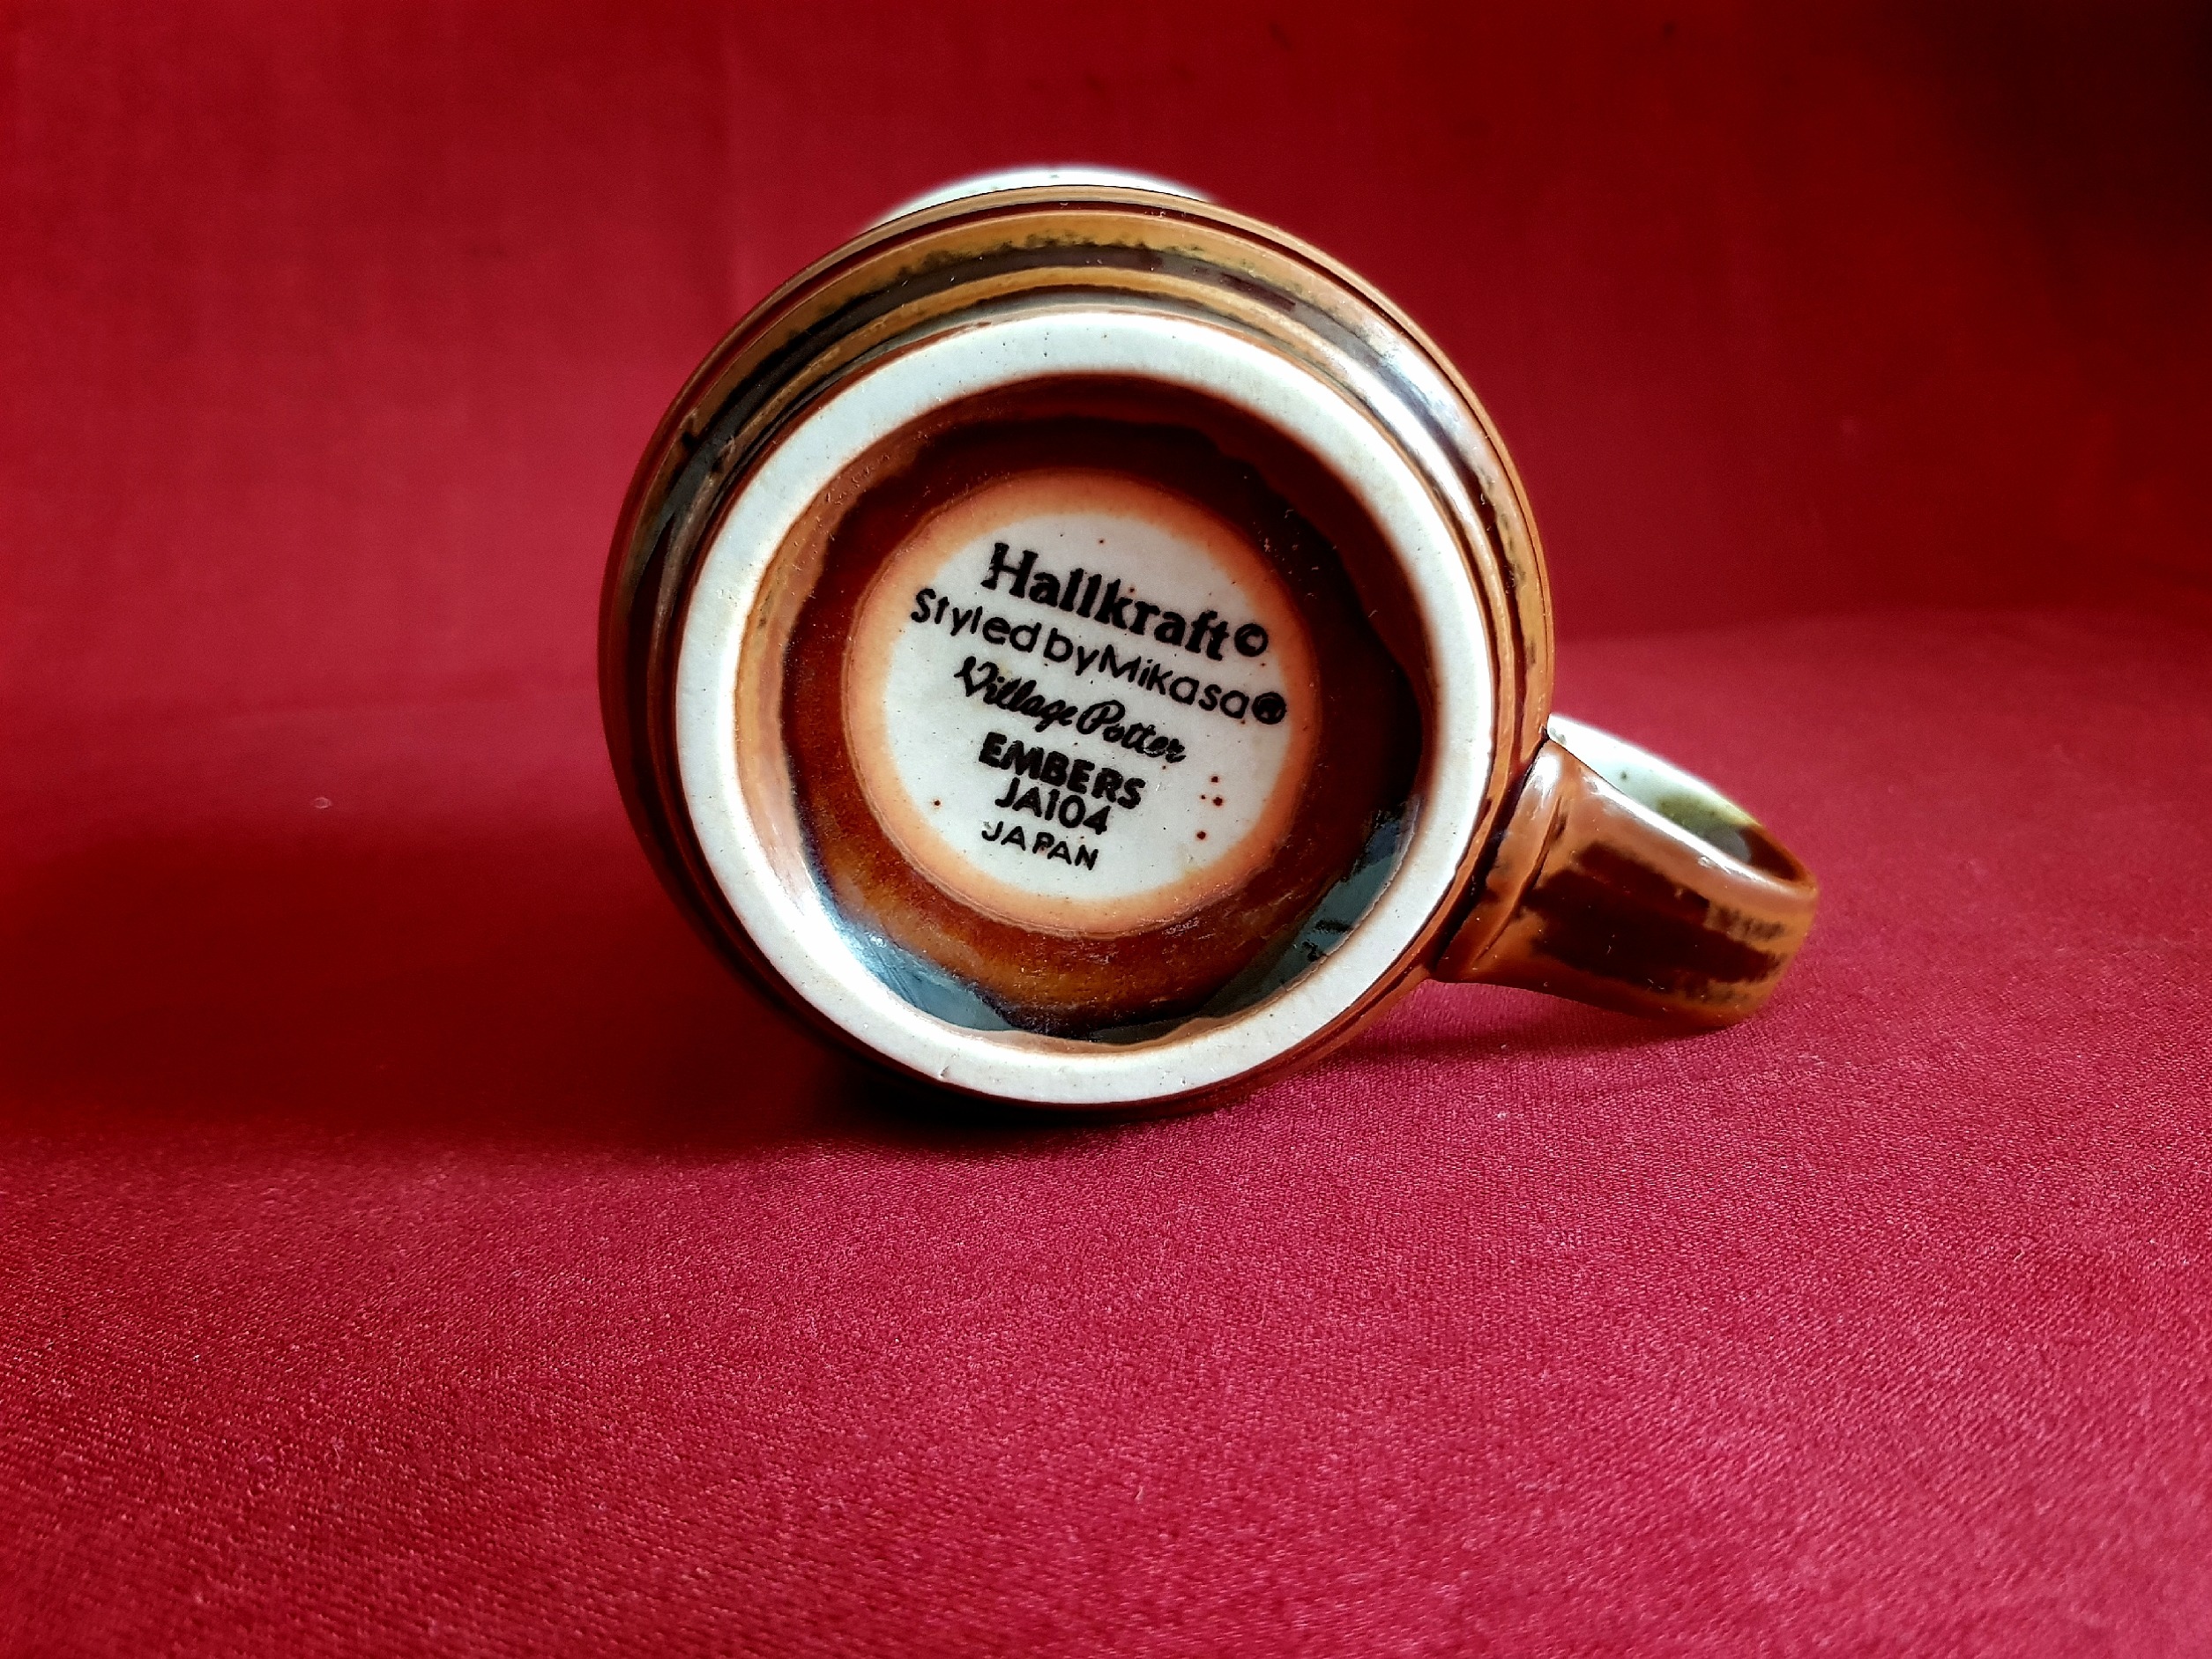 Hallkraft©
Styled by Mikasa®
Village Potter
EMBERS
JA104
JAPAN